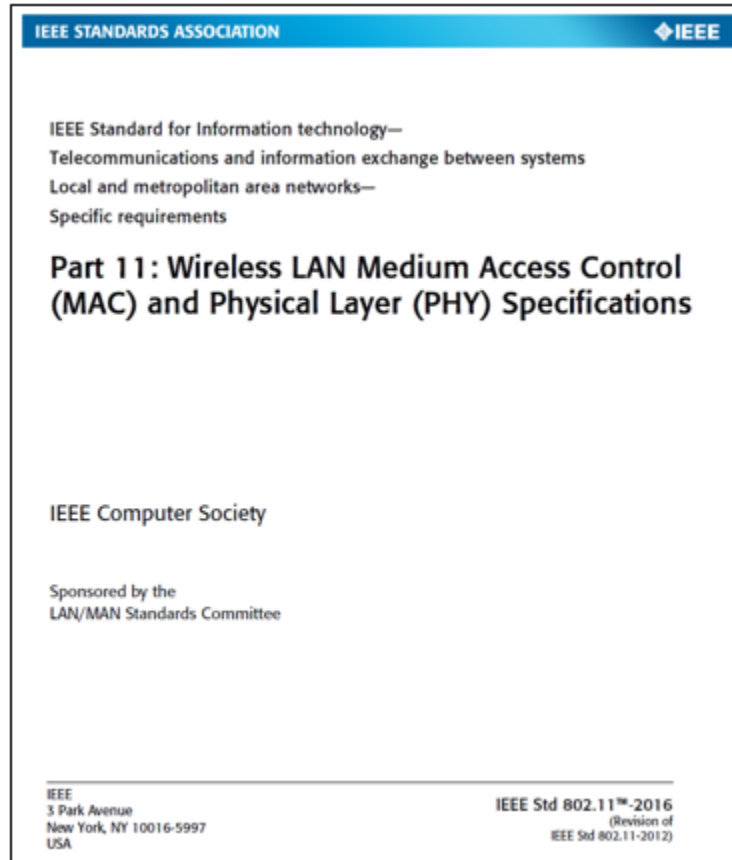 IEEE STANDARDS ASSOCIATION
IEEE
IEEE Standard for Information technology—
Telecommunications and information exchange between systems
Local and metropolitan area networks—
Specific requirements
Part 11: Wireless LAN Medium Access Control
(MAC) and Physical Layer (PHY) Specifications
IEEE Computer Society
Sponsored by the
LAN/MAN Standards Committee
IEEE
3 Park Avenue
New York, NY 10016-5997
USA
IEEE Std 802.11™-2016
(Revision of
IEEE Std 802.11-2012)